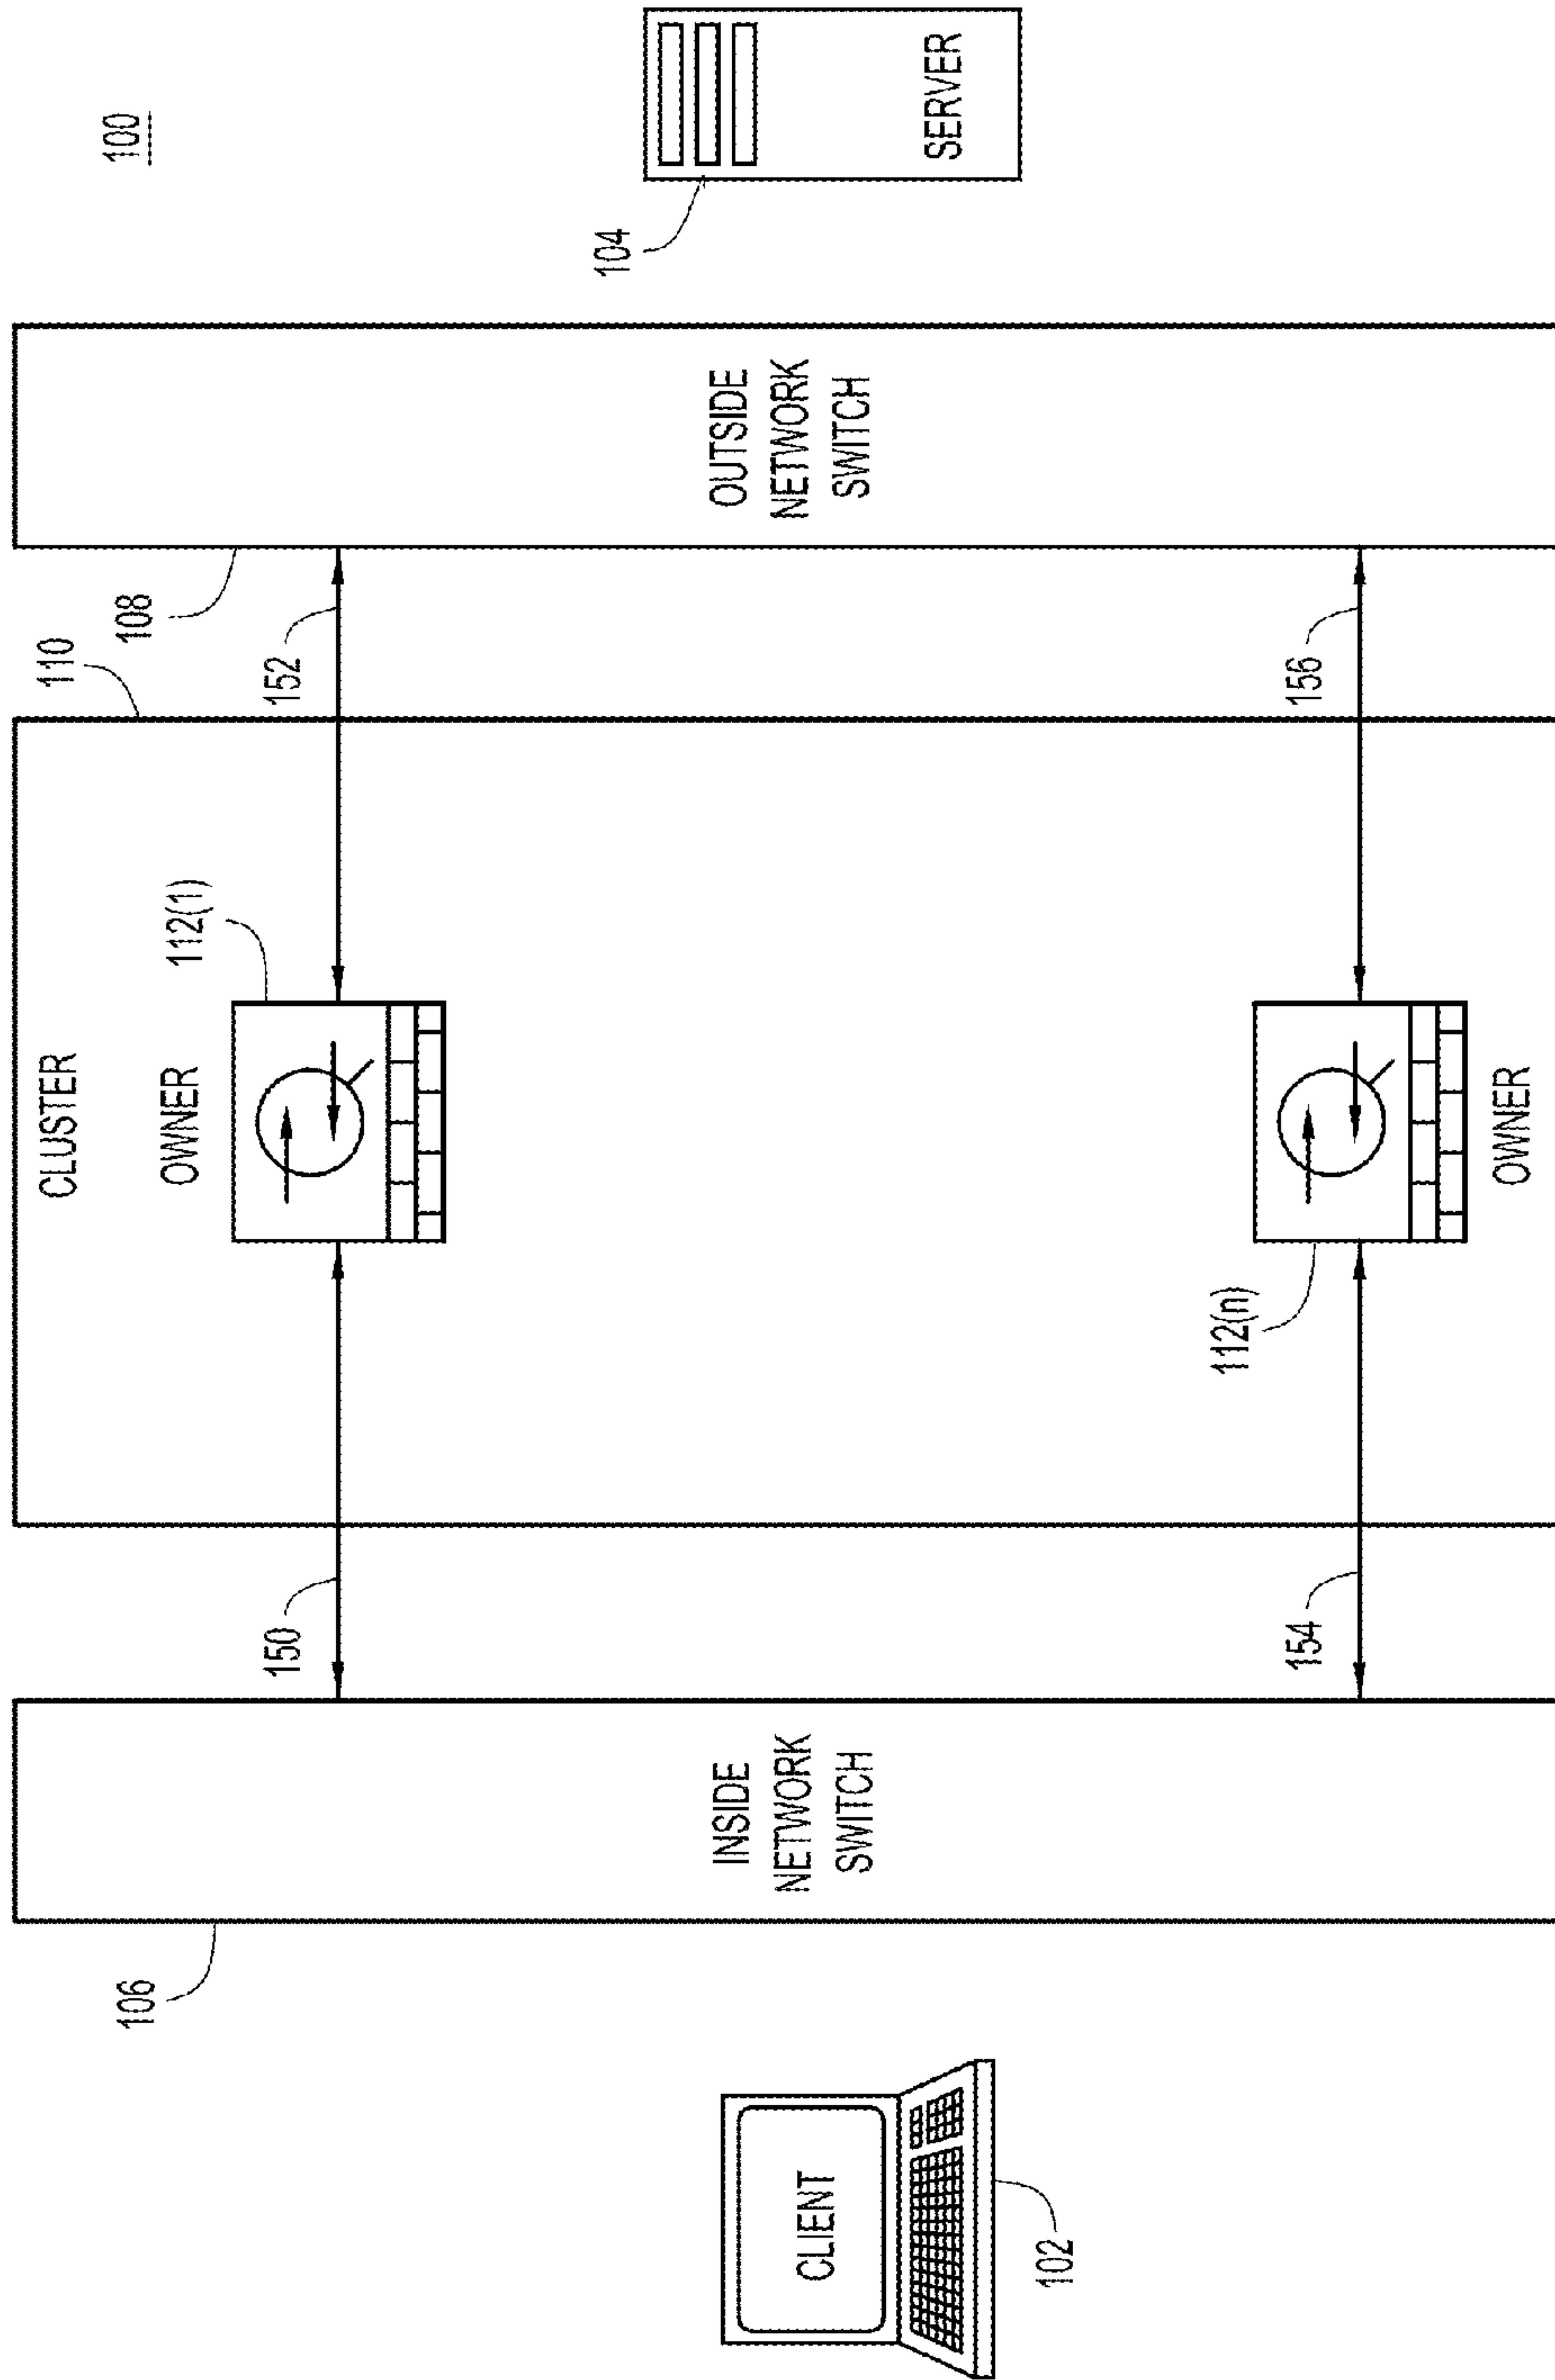 100
CLUSTER
110
108
OWNER
112(1)
150
152
106
INSIDE
NETWORK
SWITCH
OUTSIDE
NETWORK
SWITCH
104
SERVER
CLIENT
102
154
112(n)
156
OWNER